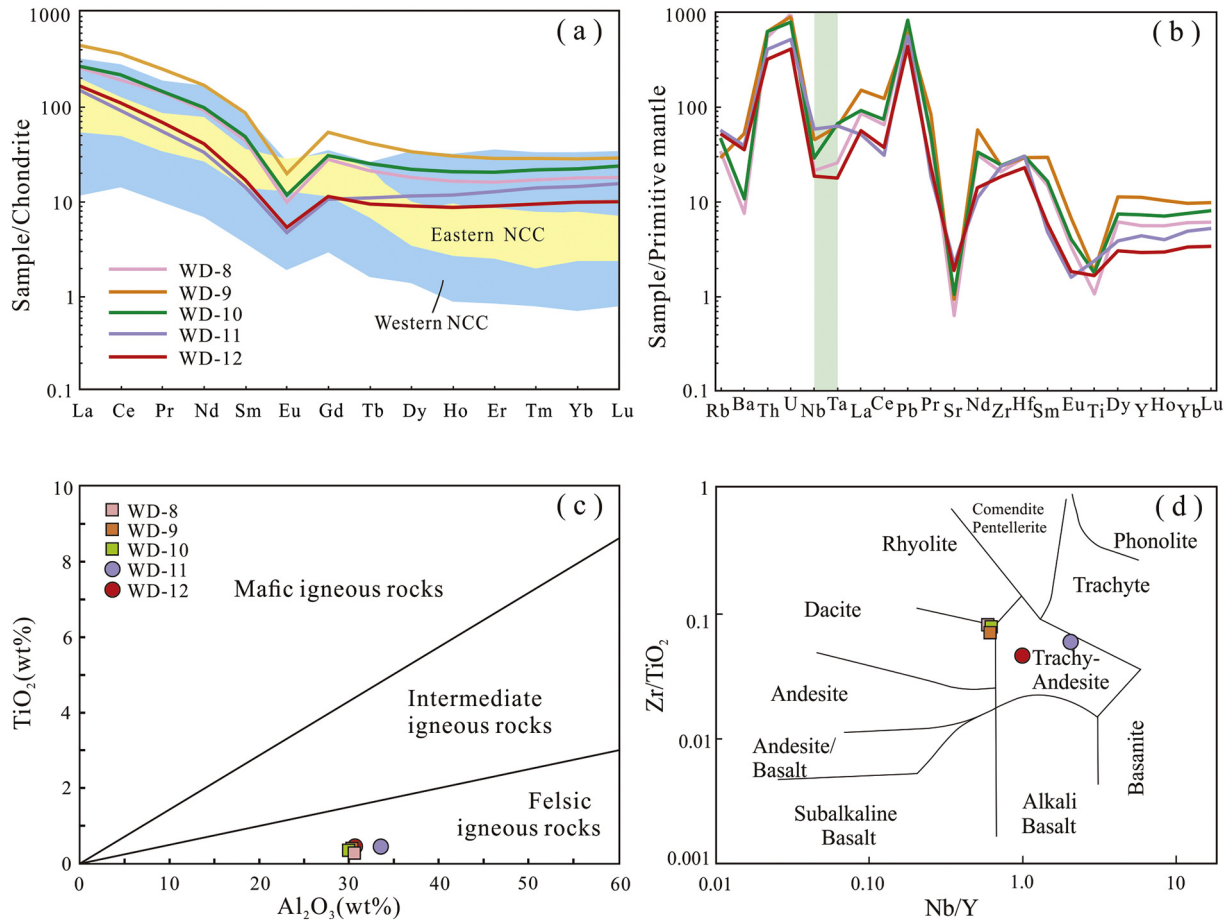 ( a )
1000
100
10
1
0.1
Sample/Chondrite
Eastern NCC
Western NCC
WD-8
WD-9
WD-10
WD-11
WD-12
La Ce Pr Nd Sm Eu Gd Tb Dy Ho Er Tm Yb Lu
( b )
1000
100
10
1
0.1
Sample/Primitive mantle
Rb Ba Th U Nb Ta La Ce Pb Pr Sr Nd Zr Hf Sm Eu Ti Dy Y Ho Yb Lu
( c )
10
8
6
4
2
0
TiO₂(wt%)
WD-8
WD-9
WD-10
WD-11
WD-12
Mafic igneous rocks
Intermediate
igneous rocks
Felsic
igneous rocks
0 10 20 30 40 50 60
Al₂O₃(wt%)
( d )
1
0.1
0.01
0.001
Zr/TiO₂
Comendite
Pentellerite
Rhyolite
Phonolite
Trachyte
Dacite
Trachy-
Andesite
Andesite
Andesite/
Basalt
Basanite
Subalkaline
Basalt
Alkali
Basalt
0.01 0.10 1.0 10
Nb/Y